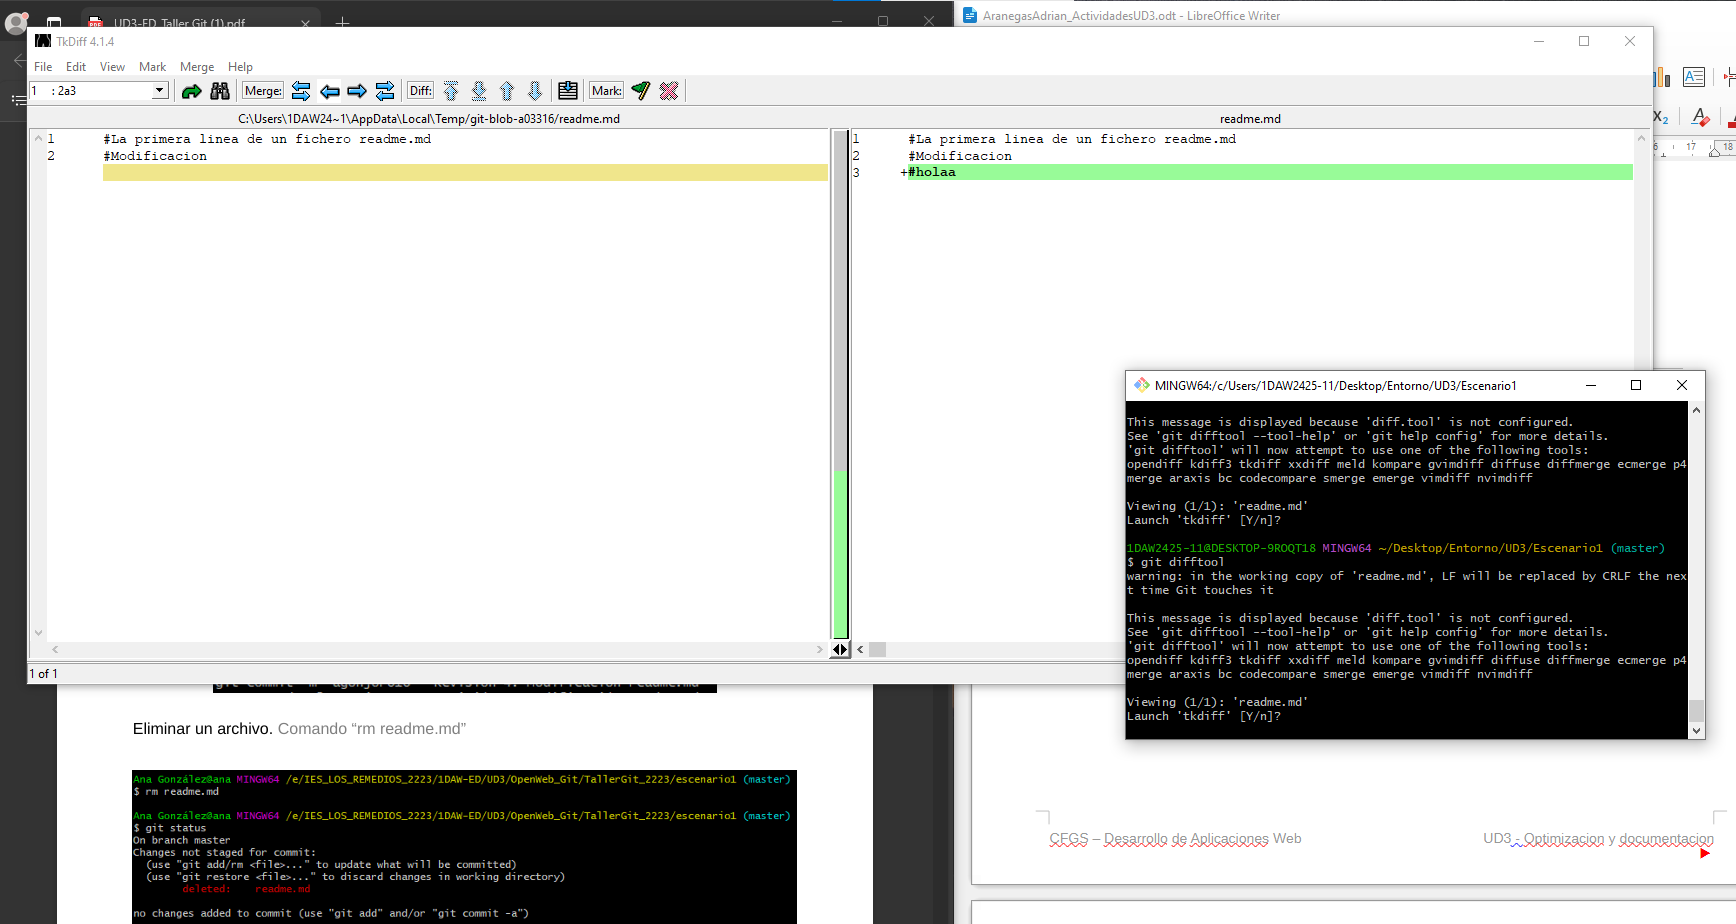 UD3-ED_Taller Git (1).pdf
AranegasAdrian_ActividadesUD3.odt - LibreOffice Writer
TkDiff 4.1.4
File Edit View Mark Merge Help
1 : 2a3
Merge:
Diff:
Mark:
C:\Users\1DAW24~1\AppData\Local\Temp/git-blob-a03316/readme.md
readme.md
1 #La primera linea de un fichero readme.md
2 #Modificacion
1 #La primera linea de un fichero readme.md
2 #Modificacion
3 +#holaa
1 of 1
17
18
MINGW64:/c/Users/1DAW2425-11/Desktop/Entorno/UD3/Escenario1
This message is displayed because 'diff.tool' is not configured.
See 'git difftool --tool-help' or 'git help config' for more details.
'git difftool' will now attempt to use one of the following tools:
opendiff kdiff3 tkdiff xxdiff meld kompare gvimdiff diffuse diffmerge ecmerge p4
merge araxis bc codecompare smerge emerge vimdiff nvimdiff
Viewing (1/1): 'readme.md'
Launch 'tkdiff' [Y/n]?
1DAW2425-11@DESKTOP-9ROQT18 MINGW64 ~/Desktop/Entorno/UD3/Escenario1 (master)
$ git difftool
warning: in the working copy of 'readme.md', LF will be replaced by CRLF the nex
t time Git touches it
This message is displayed because 'diff.tool' is not configured.
See 'git difftool --tool-help' or 'git help config' for more details.
'git difftool' will now attempt to use one of the following tools:
opendiff kdiff3 tkdiff xxdiff meld kompare gvimdiff diffuse diffmerge ecmerge p4
merge araxis bc codecompare smerge emerge vimdiff nvimdiff
Viewing (1/1): 'readme.md'
Launch 'tkdiff' [Y/n]?
Eliminar un archivo. Comando “rm readme.md”
Ana González@ana MINGW64 /e/IES_LOS_REMEDIOS_2223/1DAW-ED/UD3/OpenWeb_Git/TallerGit_2223/escenario1 (master)
$ rm readme.md
Ana González@ana MINGW64 /e/IES_LOS_REMEDIOS_2223/1DAW-ED/UD3/OpenWeb_Git/TallerGit_2223/escenario1 (master)
$ git status
On branch master
Changes not staged for commit:
(use "git add/rm <file>..." to update what will be committed)
(use "git restore <file>..." to discard changes in working directory)
deleted: readme.md
no changes added to commit (use "git add" and/or "git commit -a")
CFGS – Desarrollo de Aplicaciones Web
UD3 - Optimizacion y documentacion